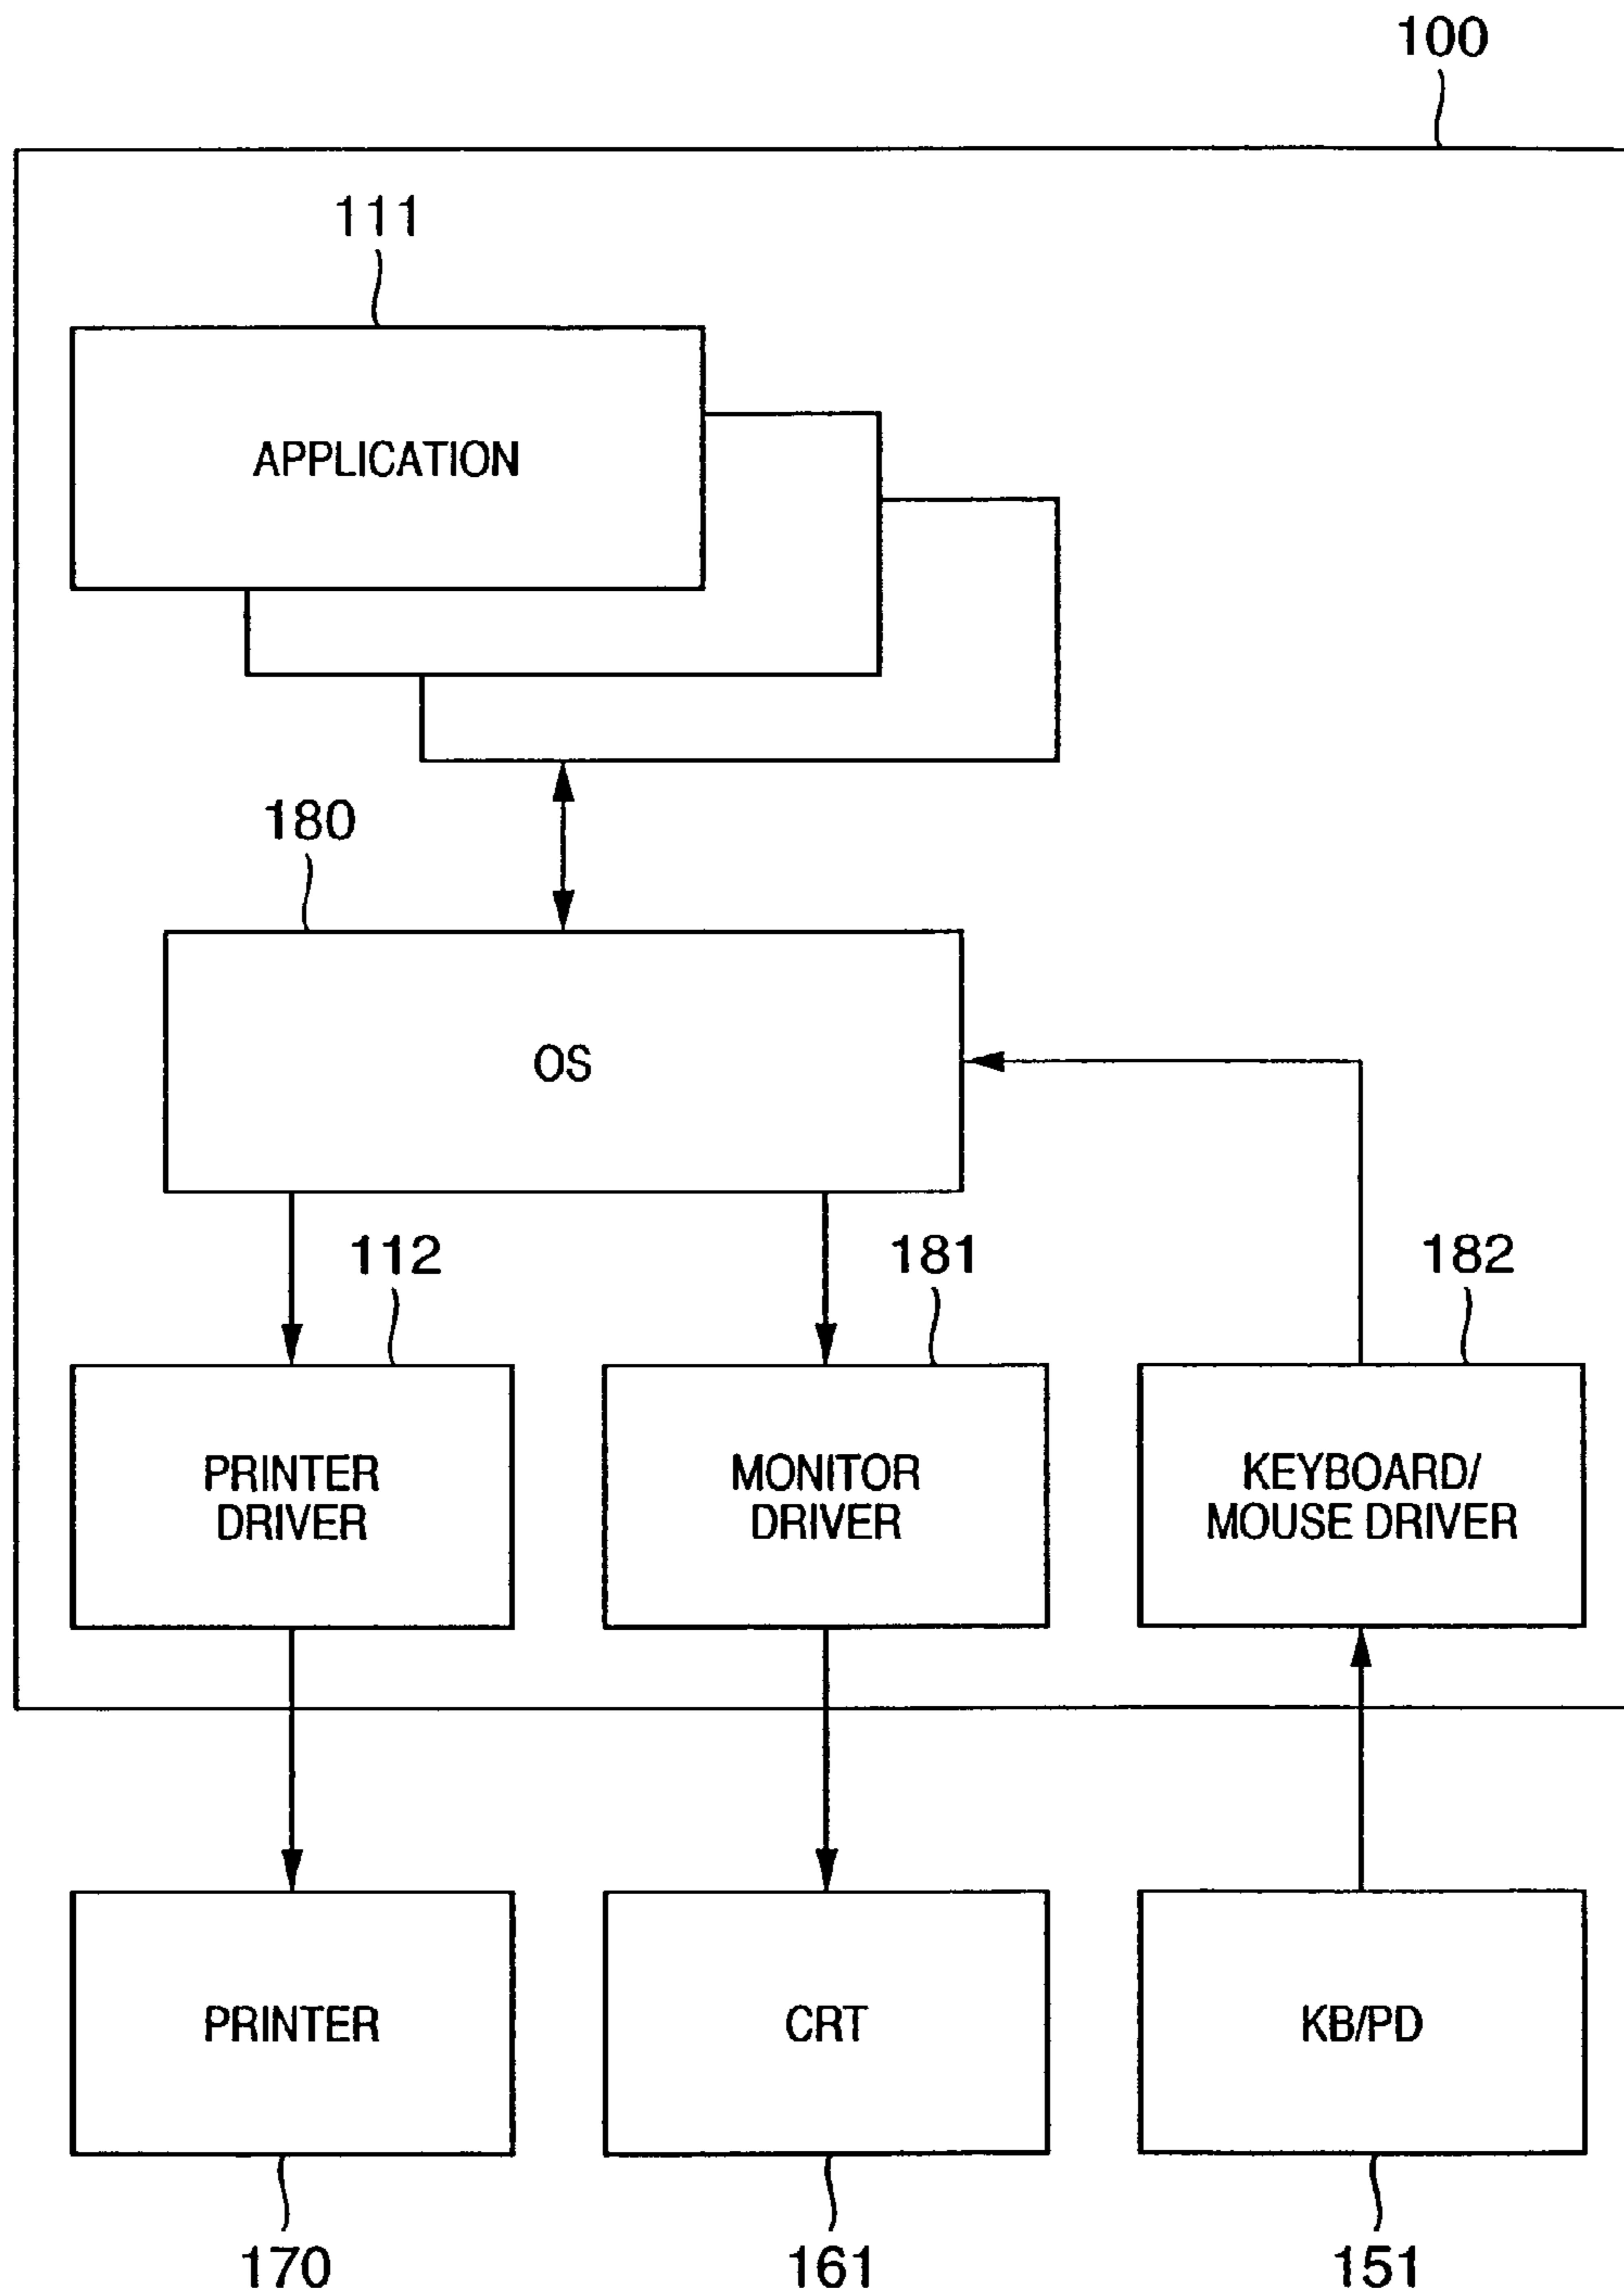 100
111
APPLICATION
180
OS
112
181
182
PRINTER
DRIVER
MONITOR
DRIVER
KEYBOARD/
MOUSE DRIVER
PRINTER
CRT
KB/PD
170
161
151